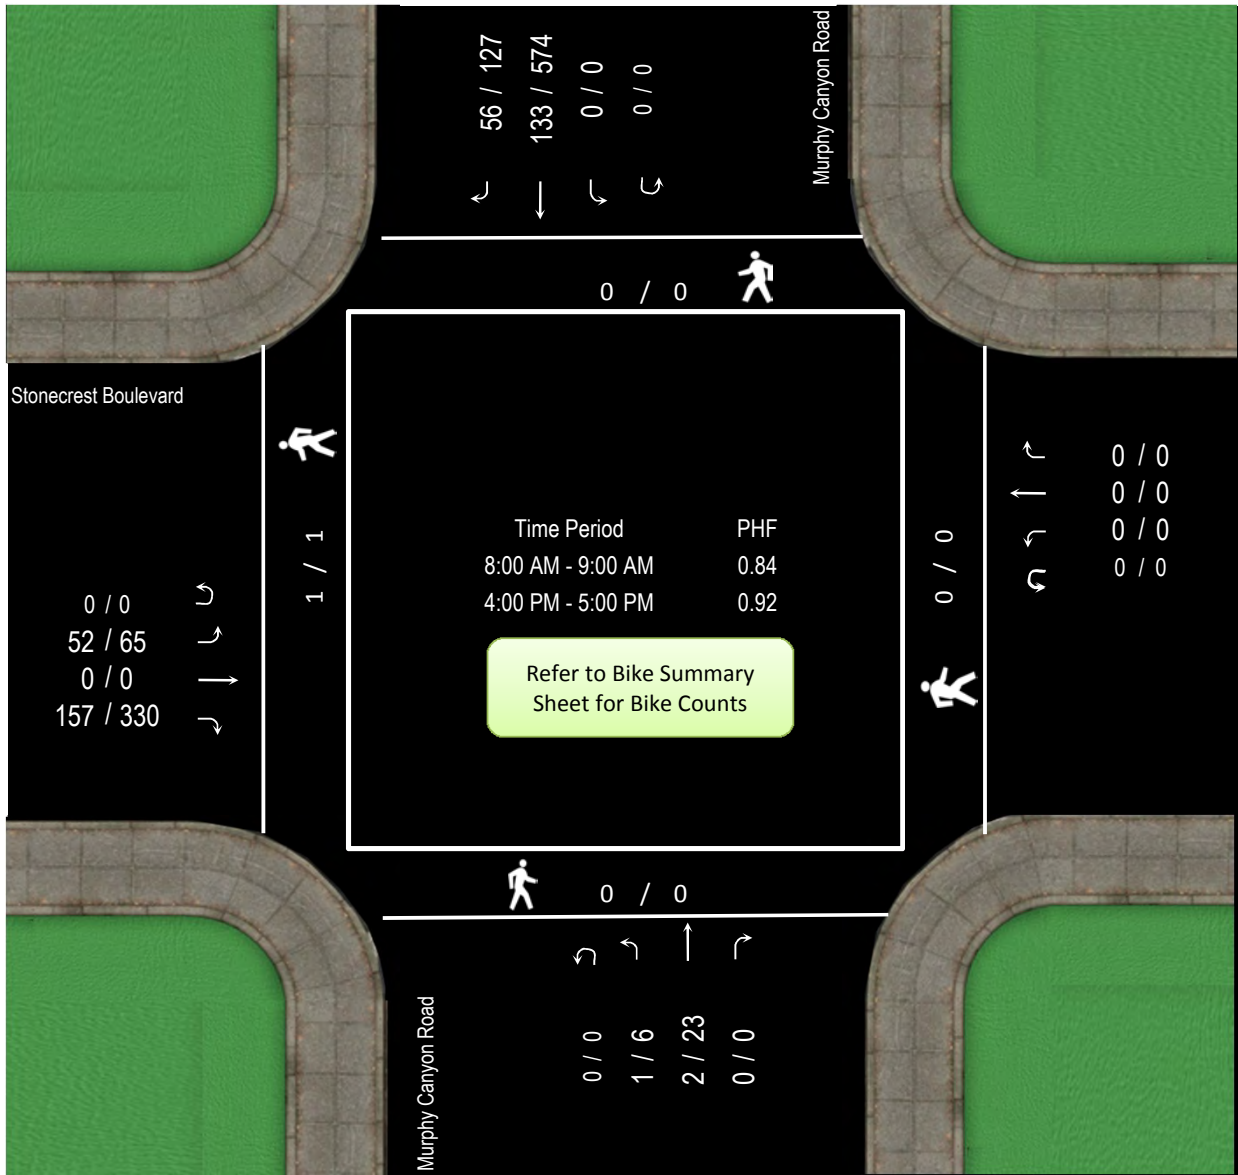 56 / 127
133 / 574
0 / 0
0 / 0
Murphy Canyon Road
0 / 0
Stonecrest Boulevard
1 / 1
0 / 0
52 / 65
0 / 0
157 / 330
Time Period PHF
8:00 AM - 9:00 AM 0.84
4:00 PM - 5:00 PM 0.92
Refer to Bike Summary
Sheet for Bike Counts
0 / 0
0 / 0
0 / 0
0 / 0
0 / 0
0 / 0
Murphy Canyon Road
0 / 0
1 / 6
2 / 23
0 / 0